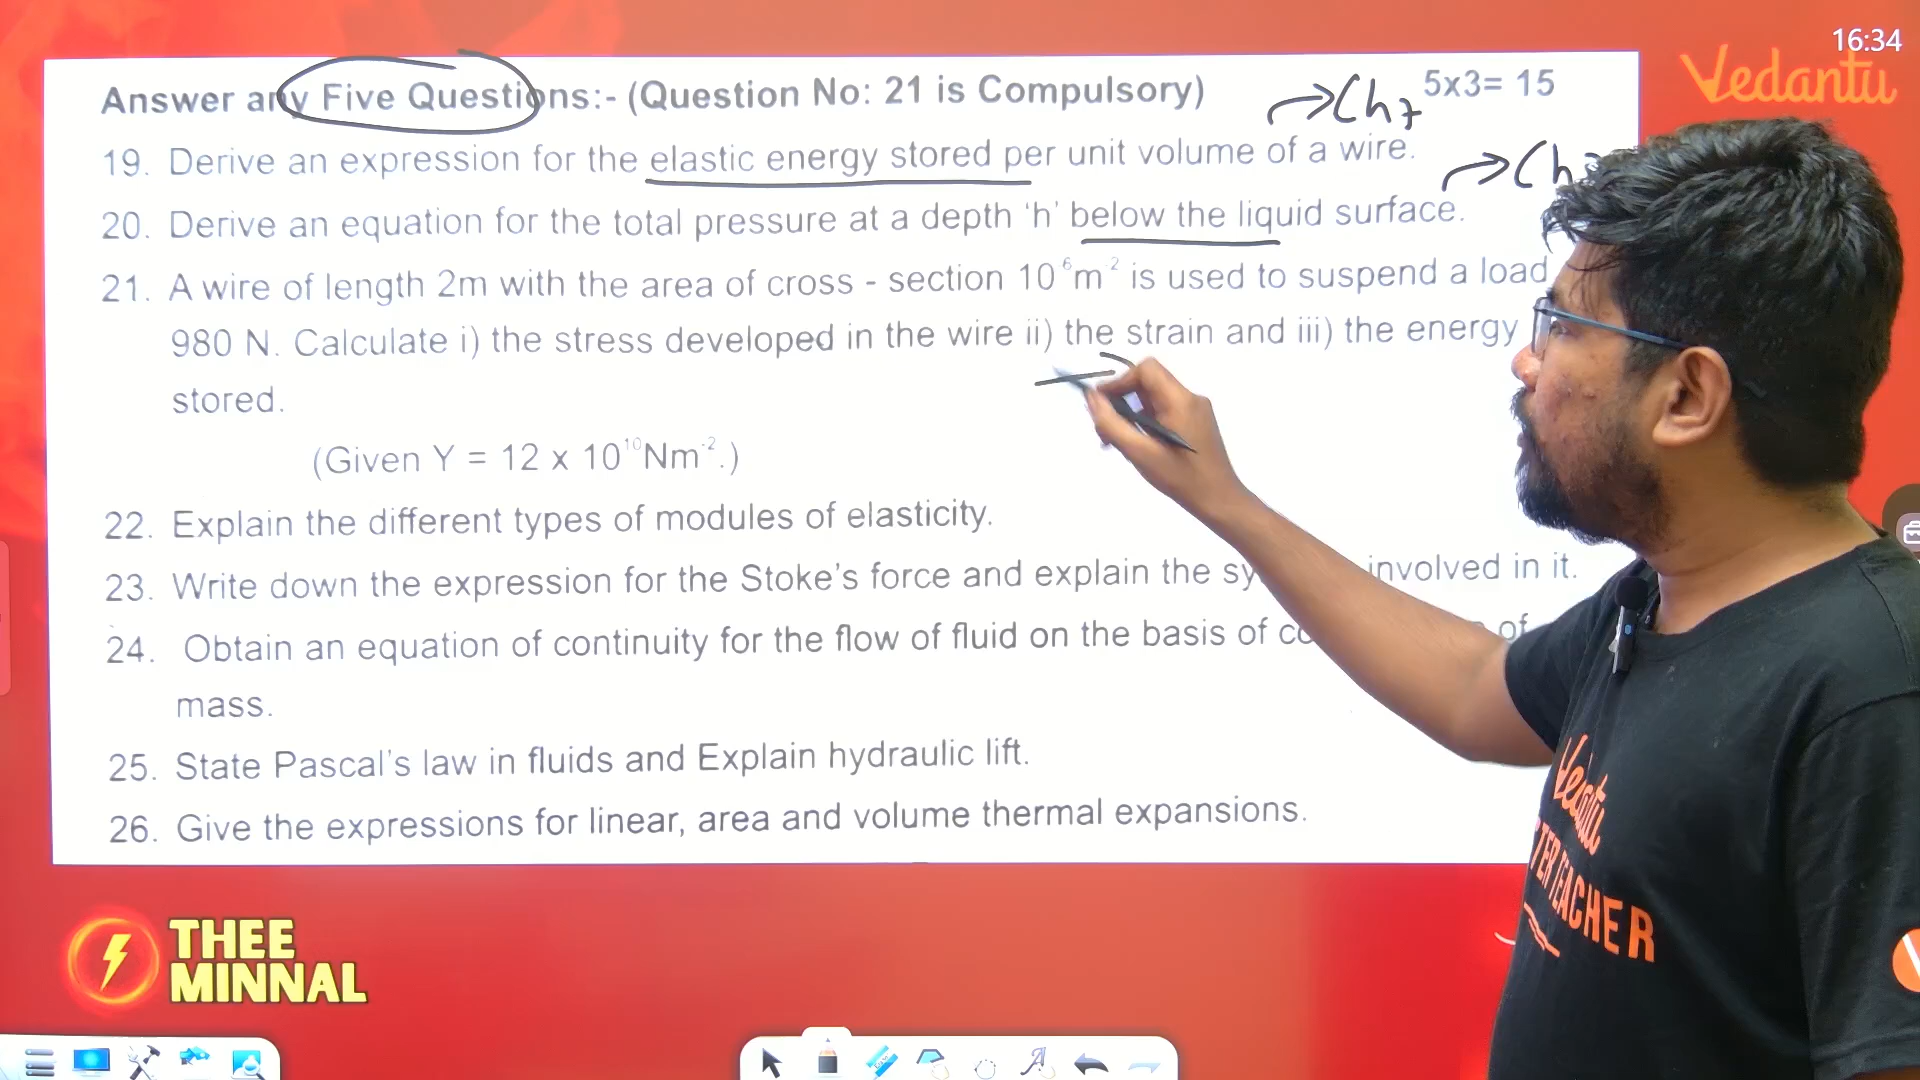 16:34
Vedantu
Answer any Five Questions:- (Question No: 21 is Compulsory) 5x3= 15
→ Ch 7
19. Derive an expression for the elastic energy stored per unit volume of a wire.
→ Ch
20. Derive an equation for the total pressure at a depth 'h' below the liquid surface.
21. A wire of length 2m with the area of cross - section 10⁶m⁻² is used to suspend a load
980 N. Calculate i) the stress developed in the wire ii) the strain and iii) the energy
stored.
(Given Y = 12 x 10¹⁰Nm⁻².)
22. Explain the different types of modules of elasticity.
23. Write down the expression for the Stoke's force and explain the sy involved in it.
24. Obtain an equation of continuity for the flow of fluid on the basis of co of
mass.
25. State Pascal's law in fluids and Explain hydraulic lift.
26. Give the expressions for linear, area and volume thermal expansions.
Vedantu
TEACHER
THEE
MINNAL